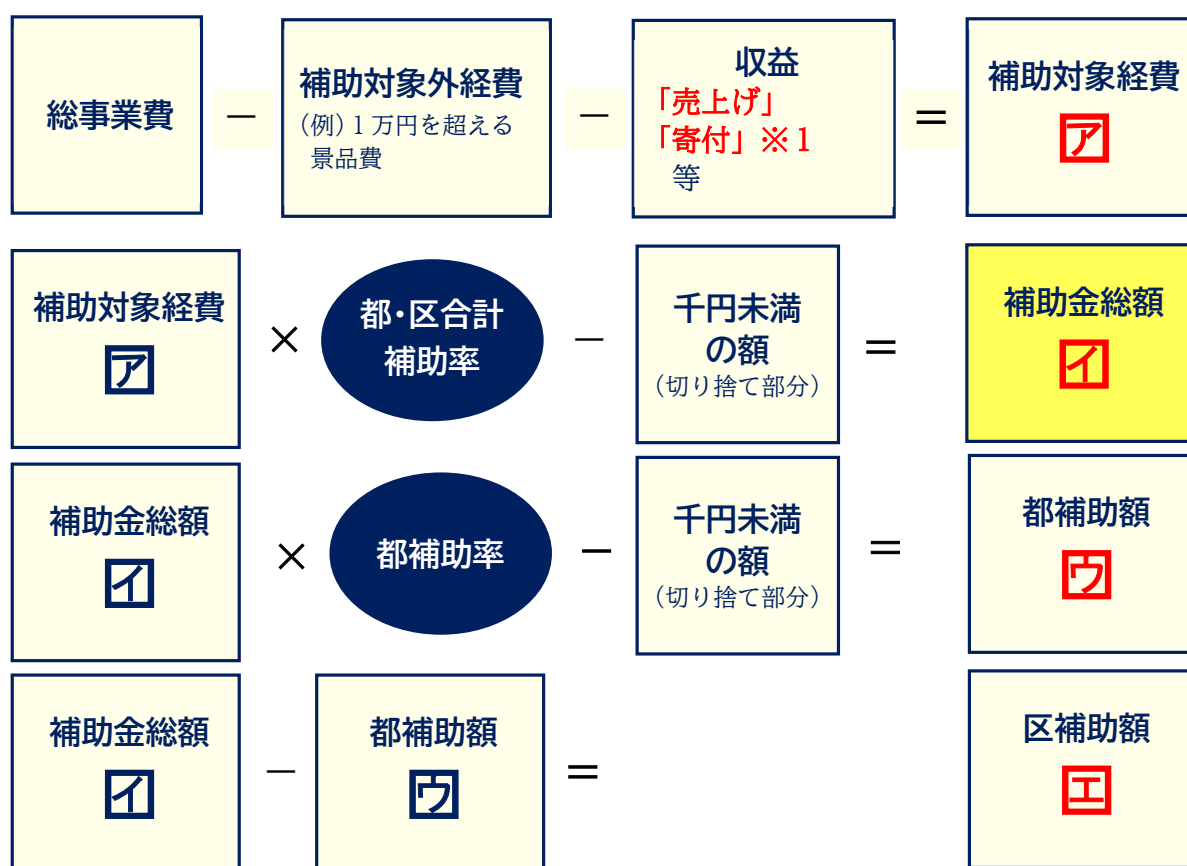 総事業費
－
補助対象外経費
（例）１万円を超える
景品費
－
収益
「売上げ」
「寄付」※１
等
＝
補助対象経費
ア
補助対象経費
ア
×
都・区合計
補助率
－
千円未満
の額
（切り捨て部分）
＝
補助金総額
イ
補助金総額
イ
×
都補助率
－
千円未満
の額
（切り捨て部分）
＝
都補助額
ウ
補助金総額
イ
－
都補助額
ウ
＝
区補助額
エ